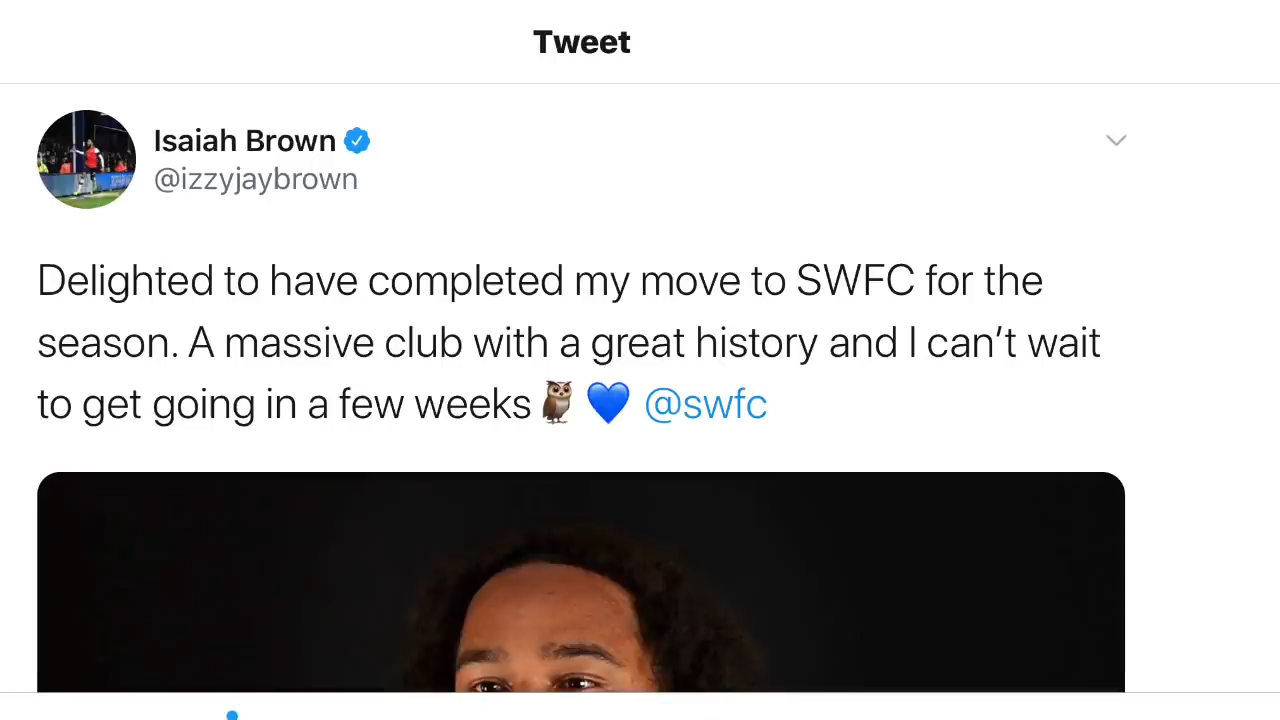 Tweet
Isaiah Brown
@izzyjaybrown
Delighted to have completed my move to SWFC for the
season. A massive club with a great history and I can’t wait
to get going in a few weeks🦉💙 @swfc